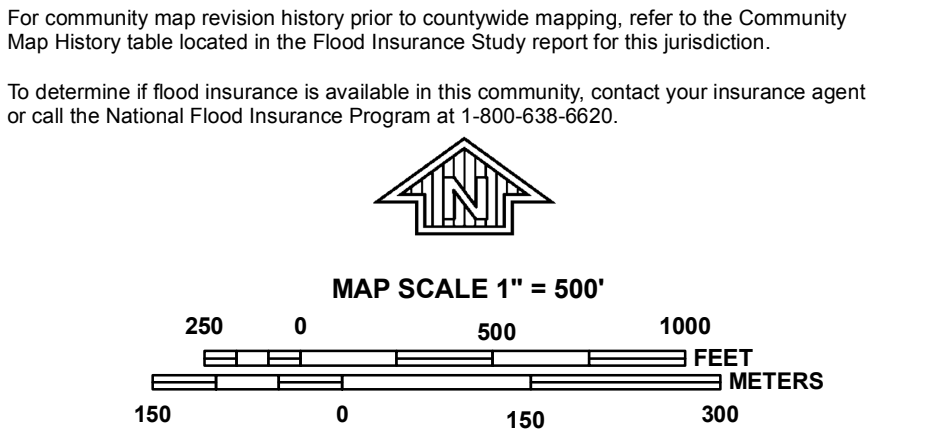 For community map revision history prior to countywide mapping, refer to the Community
Map History table located in the Flood Insurance Study report for this jurisdiction.
To determine if flood insurance is available in this community, contact your insurance agent
or call the National Flood Insurance Program at 1-800-638-6620.
N
MAP SCALE 1" = 500'
250 0 500 1000
FEET
METERS
150 0 150 300